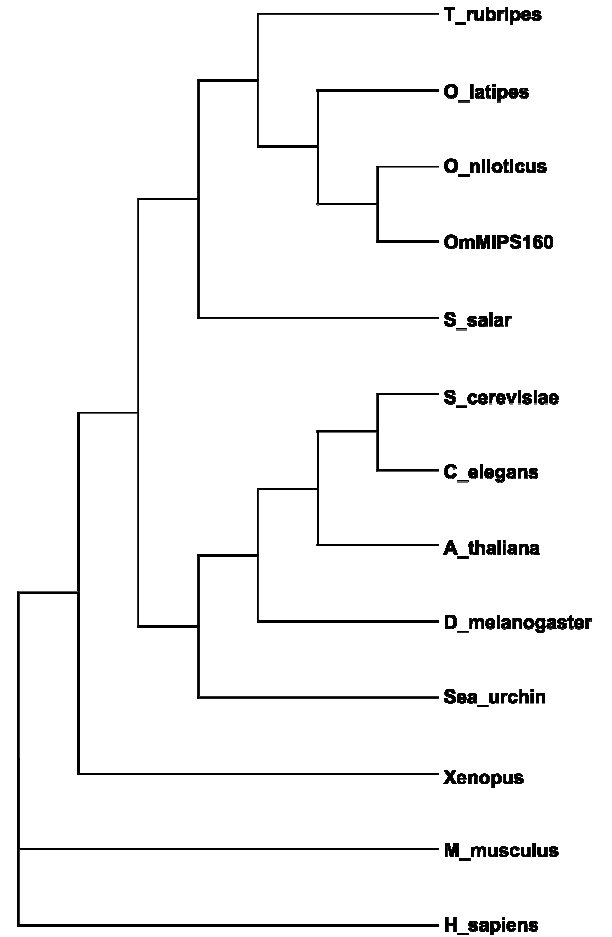 T_rubripes
O_latipes
O_niloticus
OmMIPS160
S_salar
S_cerevisiae
C_elegans
A_thaliana
D_melanogaster
Sea_urchin
Xenopus
M_musculus
H_sapiens